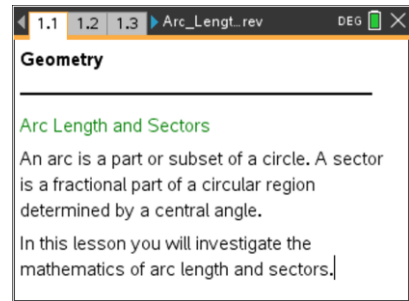 1.1 1.2 1.3 Arc_Lengt...rev DEG
Geometry
Arc Length and Sectors
An arc is a part or subset of a circle. A sector
is a fractional part of a circular region
determined by a central angle.
In this lesson you will investigate the
mathematics of arc length and sectors.